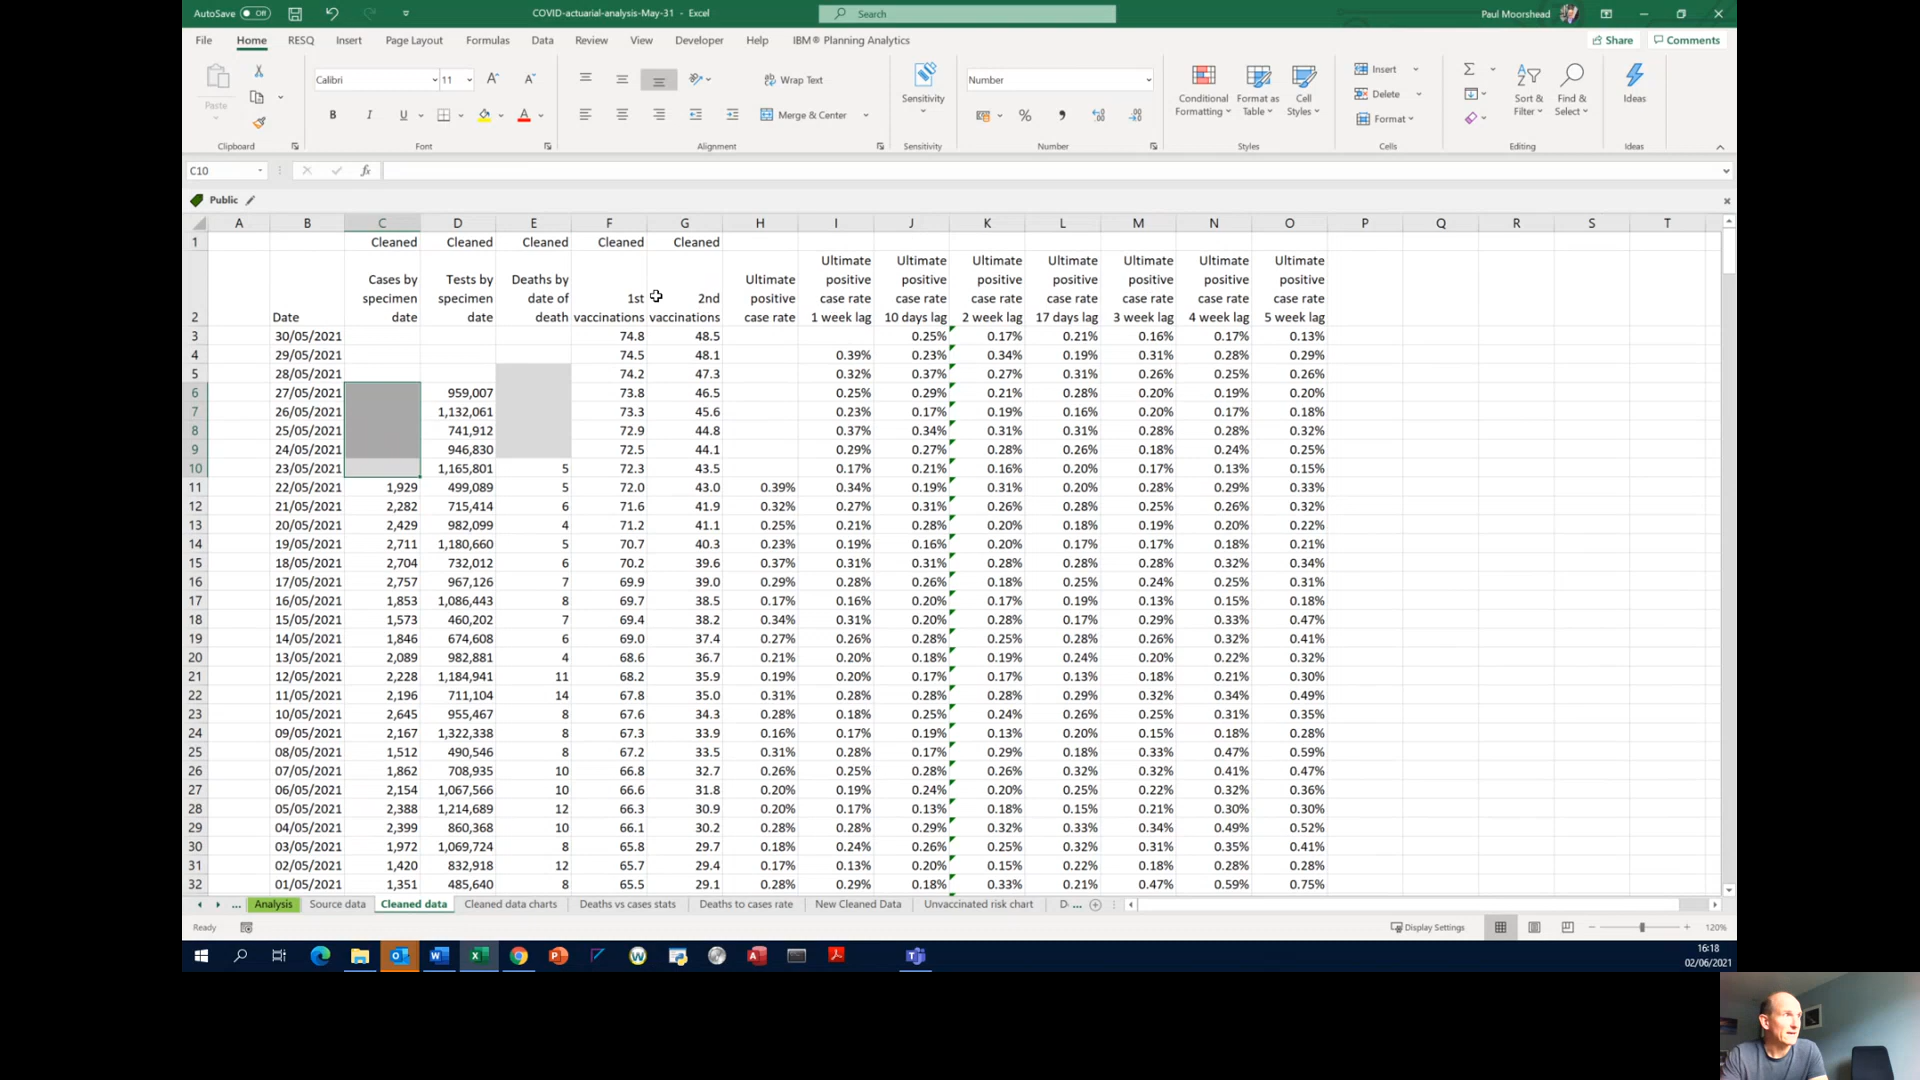 AutoSave Off COVID-actuarial-analysis-May-31 - Excel Search Paul Moorshead
File Home RESQ Insert Page Layout Formulas Data Review View Developer Help IBM® Planning Analytics Share Comments
Paste Calibri 11 Wrap Text Merge & Center Sensitivity Number Conditional Formatting Format as Table Cell Styles Insert Delete Format Sort & Filter Find & Select Ideas
Clipboard Font Alignment Sensitivity Number Styles Cells Editing Ideas
C10 fx
Public
A B C D E F G H I J K L M N O P Q R S T
1 Cleaned Cleaned Cleaned Cleaned Cleaned
Ultimate Ultimate Ultimate Ultimate Ultimate Ultimate Ultimate
Cases by Tests by Deaths by Ultimate positive positive positive positive positive positive positive
specimen specimen date of 1st 2nd positive case rate case rate case rate case rate case rate case rate case rate
2 Date date date death vaccinations vaccinations case rate 1 week lag 10 days lag 2 week lag 17 days lag 3 week lag 4 week lag 5 week lag
3 30/05/2021 74.8 48.5 0.25% 0.17% 0.21% 0.16% 0.17% 0.13%
4 29/05/2021 74.5 48.1 0.39% 0.23% 0.34% 0.19% 0.31% 0.28% 0.29%
5 28/05/2021 74.2 47.3 0.32% 0.37% 0.27% 0.31% 0.26% 0.25% 0.26%
6 27/05/2021 959,007 73.8 46.5 0.25% 0.29% 0.21% 0.28% 0.20% 0.19% 0.20%
7 26/05/2021 1,132,061 73.3 45.6 0.23% 0.17% 0.19% 0.16% 0.20% 0.17% 0.18%
8 25/05/2021 741,912 72.9 44.8 0.37% 0.34% 0.31% 0.31% 0.28% 0.28% 0.32%
9 24/05/2021 946,830 72.5 44.1 0.29% 0.27% 0.28% 0.26% 0.18% 0.24% 0.25%
10 23/05/2021 1,165,801 5 72.3 43.5 0.17% 0.21% 0.16% 0.20% 0.17% 0.13% 0.15%
11 22/05/2021 1,929 499,089 5 72.0 43.0 0.39% 0.34% 0.19% 0.31% 0.20% 0.28% 0.29% 0.33%
12 21/05/2021 2,282 715,414 6 71.6 41.9 0.32% 0.27% 0.31% 0.26% 0.28% 0.25% 0.26% 0.32%
13 20/05/2021 2,429 982,099 4 71.2 41.1 0.25% 0.21% 0.28% 0.20% 0.18% 0.19% 0.20% 0.22%
14 19/05/2021 2,711 1,180,660 5 70.7 40.3 0.23% 0.19% 0.16% 0.20% 0.17% 0.17% 0.18% 0.21%
15 18/05/2021 2,704 732,012 6 70.2 39.6 0.37% 0.31% 0.31% 0.28% 0.28% 0.28% 0.32% 0.34%
16 17/05/2021 2,757 967,126 7 69.9 39.0 0.29% 0.28% 0.26% 0.18% 0.25% 0.24% 0.25% 0.31%
17 16/05/2021 1,853 1,086,443 8 69.7 38.5 0.17% 0.16% 0.20% 0.17% 0.19% 0.13% 0.15% 0.18%
18 15/05/2021 1,573 460,202 7 69.4 38.2 0.34% 0.31% 0.20% 0.28% 0.17% 0.29% 0.33% 0.47%
19 14/05/2021 1,846 674,608 6 69.0 37.4 0.27% 0.26% 0.28% 0.25% 0.28% 0.26% 0.32% 0.41%
20 13/05/2021 2,089 982,881 4 68.6 36.7 0.21% 0.20% 0.18% 0.19% 0.24% 0.20% 0.22% 0.32%
21 12/05/2021 2,228 1,184,941 11 68.2 35.9 0.19% 0.20% 0.17% 0.17% 0.13% 0.18% 0.21% 0.30%
22 11/05/2021 2,196 711,104 14 67.8 35.0 0.31% 0.28% 0.28% 0.28% 0.29% 0.32% 0.34% 0.49%
23 10/05/2021 2,645 955,467 8 67.6 34.3 0.28% 0.18% 0.25% 0.24% 0.26% 0.25% 0.31% 0.35%
24 09/05/2021 2,167 1,322,338 8 67.3 33.9 0.16% 0.17% 0.19% 0.13% 0.20% 0.15% 0.18% 0.28%
25 08/05/2021 1,512 490,546 8 67.2 33.5 0.31% 0.28% 0.17% 0.29% 0.18% 0.33% 0.47% 0.59%
26 07/05/2021 1,862 708,935 10 66.8 32.7 0.26% 0.25% 0.28% 0.26% 0.32% 0.32% 0.41% 0.47%
27 06/05/2021 2,154 1,067,566 10 66.6 31.8 0.20% 0.19% 0.24% 0.20% 0.25% 0.22% 0.32% 0.36%
28 05/05/2021 2,388 1,214,689 12 66.3 30.9 0.20% 0.17% 0.13% 0.18% 0.15% 0.21% 0.30% 0.30%
29 04/05/2021 2,399 860,368 10 66.1 30.2 0.28% 0.28% 0.29% 0.32% 0.33% 0.34% 0.49% 0.52%
30 03/05/2021 1,972 1,069,724 8 65.8 29.7 0.18% 0.24% 0.26% 0.25% 0.32% 0.31% 0.35% 0.41%
31 02/05/2021 1,420 832,918 12 65.7 29.4 0.17% 0.13% 0.20% 0.15% 0.22% 0.18% 0.28% 0.28%
32 01/05/2021 1,351 485,640 8 65.5 29.1 0.28% 0.29% 0.18% 0.33% 0.21% 0.47% 0.59% 0.75%
... Analysis Source data Cleaned data Cleaned data charts Deaths vs cases stats Deaths to cases rate New Cleaned Data Unvaccinated risk chart D ...
Ready Display Settings 120%
16:18
02/06/2021